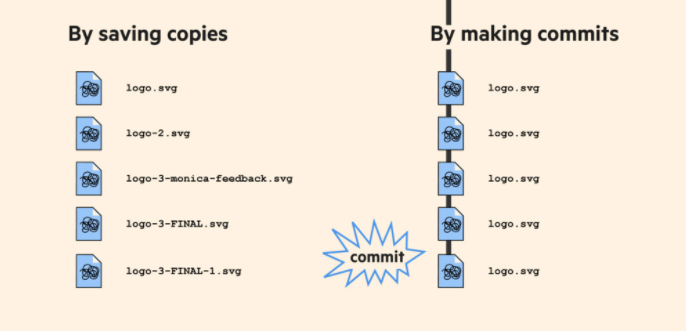 By saving copies
logo.svg
logo-2.svg
logo-3-monica-feedback.svg
logo-3-FINAL.svg
logo-3-FINAL-1.svg
commit
By making commits
logo.svg
logo.svg
logo.svg
logo.svg
logo.svg